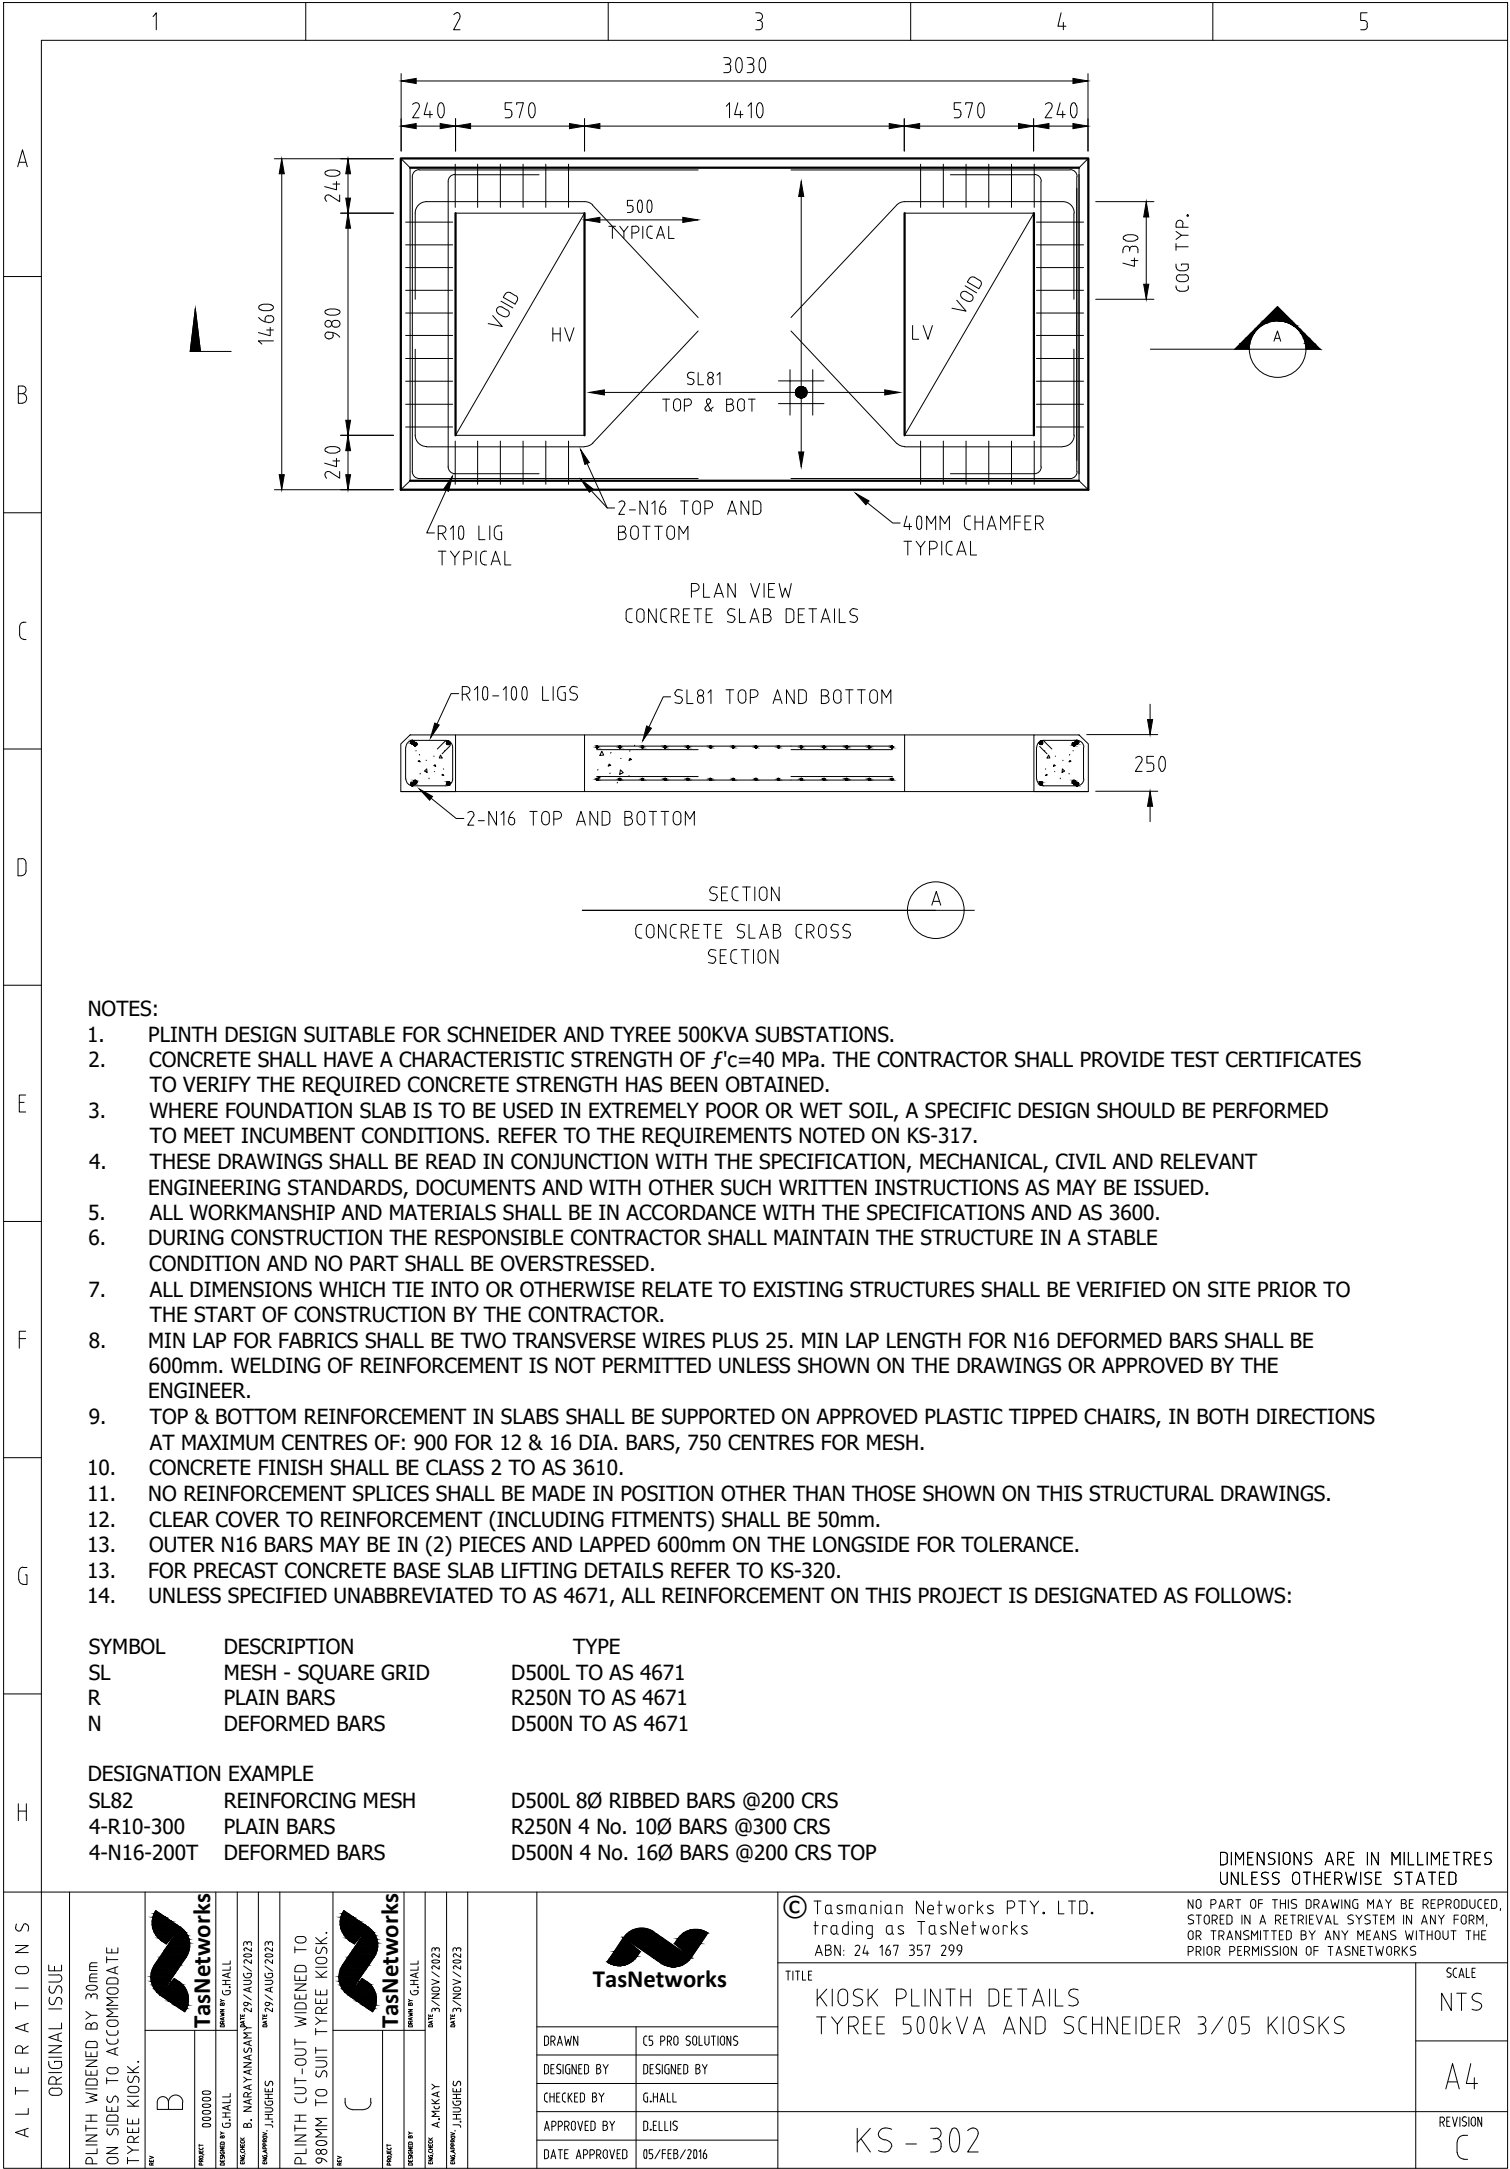 1 2 3 4 5
A
B
C
D
E
F
G
H
3030
240 570 1410 570 240
240
980
240
1460
500
TYPICAL
430
COG TYP.
VOID
HV
VOID
LV
A
SL81
TOP & BOT
2-N16 TOP AND
BOTTOM
R10 LIG
TYPICAL
40MM CHAMFER
TYPICAL
PLAN VIEW
CONCRETE SLAB DETAILS
R10-100 LIGS
SL81 TOP AND BOTTOM
250
2-N16 TOP AND BOTTOM
SECTION
A
CONCRETE SLAB CROSS
SECTION
NOTES:
1. PLINTH DESIGN SUITABLE FOR SCHNEIDER AND TYREE 500KVA SUBSTATIONS.
2. CONCRETE SHALL HAVE A CHARACTERISTIC STRENGTH OF ƒ'c=40 MPa. THE CONTRACTOR SHALL PROVIDE TEST CERTIFICATES
TO VERIFY THE REQUIRED CONCRETE STRENGTH HAS BEEN OBTAINED.
3. WHERE FOUNDATION SLAB IS TO BE USED IN EXTREMELY POOR OR WET SOIL, A SPECIFIC DESIGN SHOULD BE PERFORMED
TO MEET INCUMBENT CONDITIONS. REFER TO THE REQUIREMENTS NOTED ON KS-317.
4. THESE DRAWINGS SHALL BE READ IN CONJUNCTION WITH THE SPECIFICATION, MECHANICAL, CIVIL AND RELEVANT
ENGINEERING STANDARDS, DOCUMENTS AND WITH OTHER SUCH WRITTEN INSTRUCTIONS AS MAY BE ISSUED.
5. ALL WORKMANSHIP AND MATERIALS SHALL BE IN ACCORDANCE WITH THE SPECIFICATIONS AND AS 3600.
6. DURING CONSTRUCTION THE RESPONSIBLE CONTRACTOR SHALL MAINTAIN THE STRUCTURE IN A STABLE
CONDITION AND NO PART SHALL BE OVERSTRESSED.
7. ALL DIMENSIONS WHICH TIE INTO OR OTHERWISE RELATE TO EXISTING STRUCTURES SHALL BE VERIFIED ON SITE PRIOR TO
THE START OF CONSTRUCTION BY THE CONTRACTOR.
8. MIN LAP FOR FABRICS SHALL BE TWO TRANSVERSE WIRES PLUS 25. MIN LAP LENGTH FOR N16 DEFORMED BARS SHALL BE
600mm. WELDING OF REINFORCEMENT IS NOT PERMITTED UNLESS SHOWN ON THE DRAWINGS OR APPROVED BY THE
ENGINEER.
9. TOP & BOTTOM REINFORCEMENT IN SLABS SHALL BE SUPPORTED ON APPROVED PLASTIC TIPPED CHAIRS, IN BOTH DIRECTIONS
AT MAXIMUM CENTRES OF: 900 FOR 12 & 16 DIA. BARS, 750 CENTRES FOR MESH.
10. CONCRETE FINISH SHALL BE CLASS 2 TO AS 3610.
11. NO REINFORCEMENT SPLICES SHALL BE MADE IN POSITION OTHER THAN THOSE SHOWN ON THIS STRUCTURAL DRAWINGS.
12. CLEAR COVER TO REINFORCEMENT (INCLUDING FITMENTS) SHALL BE 50mm.
13. OUTER N16 BARS MAY BE IN (2) PIECES AND LAPPED 600mm ON THE LONGSIDE FOR TOLERANCE.
13. FOR PRECAST CONCRETE BASE SLAB LIFTING DETAILS REFER TO KS-320.
14. UNLESS SPECIFIED UNABBREVIATED TO AS 4671, ALL REINFORCEMENT ON THIS PROJECT IS DESIGNATED AS FOLLOWS:
SYMBOL DESCRIPTION TYPE
SL MESH - SQUARE GRID D500L TO AS 4671
R PLAIN BARS R250N TO AS 4671
N DEFORMED BARS D500N TO AS 4671
DESIGNATION EXAMPLE
SL82 REINFORCING MESH D500L 8Ø RIBBED BARS @200 CRS
4-R10-300 PLAIN BARS R250N 4 No. 10Ø BARS @300 CRS
4-N16-200T DEFORMED BARS D500N 4 No. 16Ø BARS @200 CRS TOP
DIMENSIONS ARE IN MILLIMETRES
UNLESS OTHERWISE STATED
ALTERATIONS
ORIGINAL ISSUE
PLINTH WIDENED BY 30mm
ON SIDES TO ACCOMMODATE
TYREE KIOSK.
REV B
TasNetworks
PROJECT 000000
DRAWN BY G.HALL
DESIGNED BY G.HALL
ENG.CHECK B. NARAYANASAMY DATE 29/AUG/2023
ENG.APPROV. J.HUGHES DATE 29/AUG/2023
PLINTH CUT-OUT WIDENED TO
980MM TO SUIT TYREE KIOSK.
REV C
TasNetworks
PROJECT
DRAWN BY G.HALL
DESIGNED BY
ENG.CHECK A.McKAY DATE 3/NOV/2023
ENG.APPROV. J.HUGHES DATE 3/NOV/2023
TasNetworks
DRAWN C5 PRO SOLUTIONS
DESIGNED BY DESIGNED BY
CHECKED BY G.HALL
APPROVED BY D.ELLIS
DATE APPROVED 05/FEB/2016
© Tasmanian Networks PTY. LTD.
trading as TasNetworks
ABN: 24 167 357 299
NO PART OF THIS DRAWING MAY BE REPRODUCED,
STORED IN A RETRIEVAL SYSTEM IN ANY FORM,
OR TRANSMITTED BY ANY MEANS WITHOUT THE
PRIOR PERMISSION OF TASNETWORKS
TITLE
KIOSK PLINTH DETAILS
TYREE 500kVA AND SCHNEIDER 3/05 KIOSKS
SCALE
NTS
A4
KS-302
REVISION
C